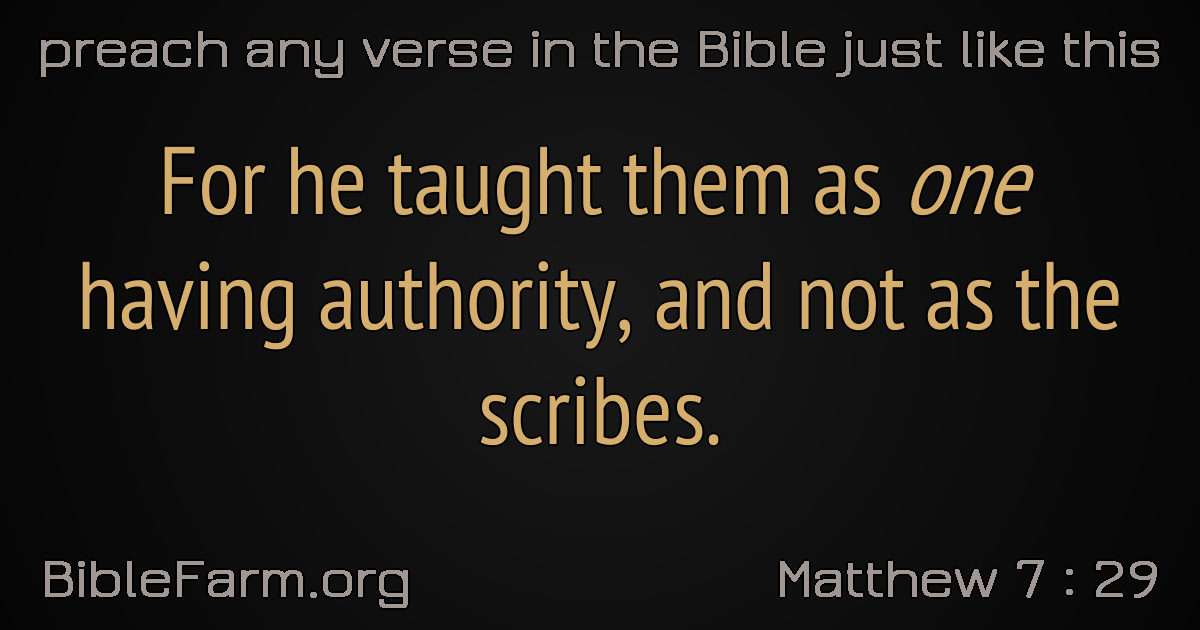 preach any verse in the Bible just like this
For he taught them as one
having authority, and not as the
scribes.
BibleFarm.org
Matthew 7 : 29